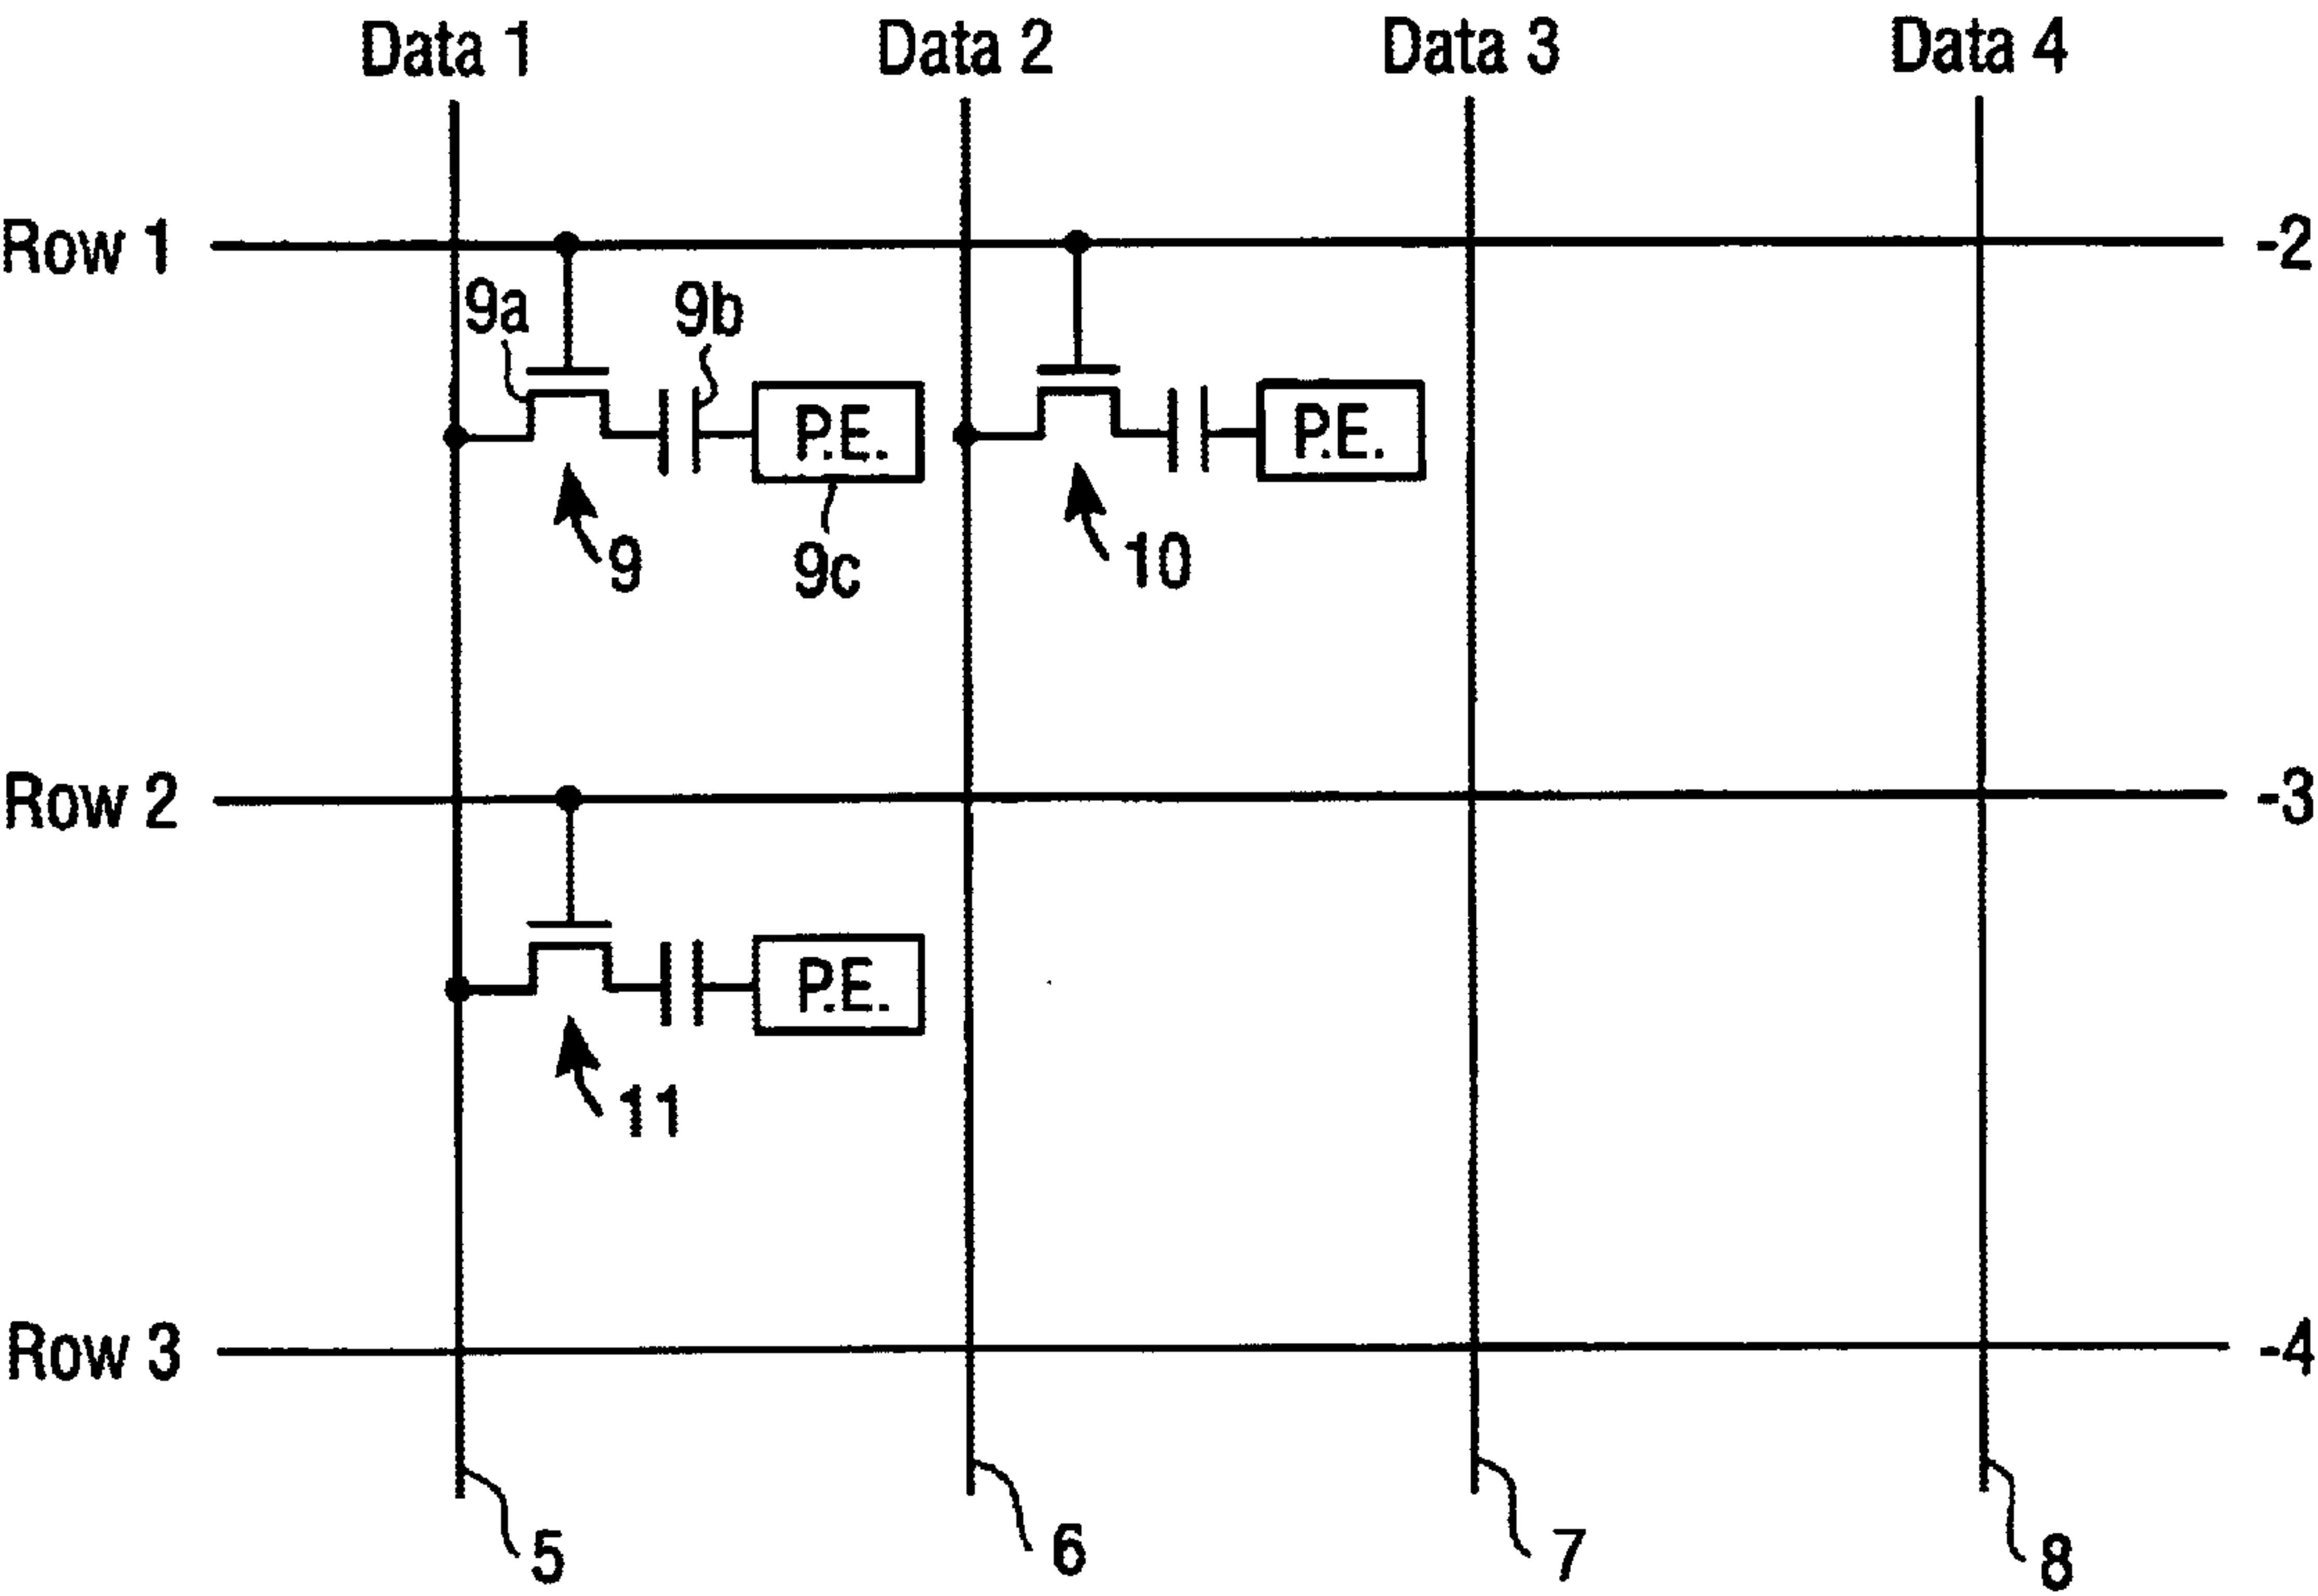 Data 1 Data 2 Data 3 Data 4
Row 1 -2
9a 9b
P.E. P.E.
9 9c 10
Row 2 -3
P.E.
11
Row 3 -4
5 6 7 8